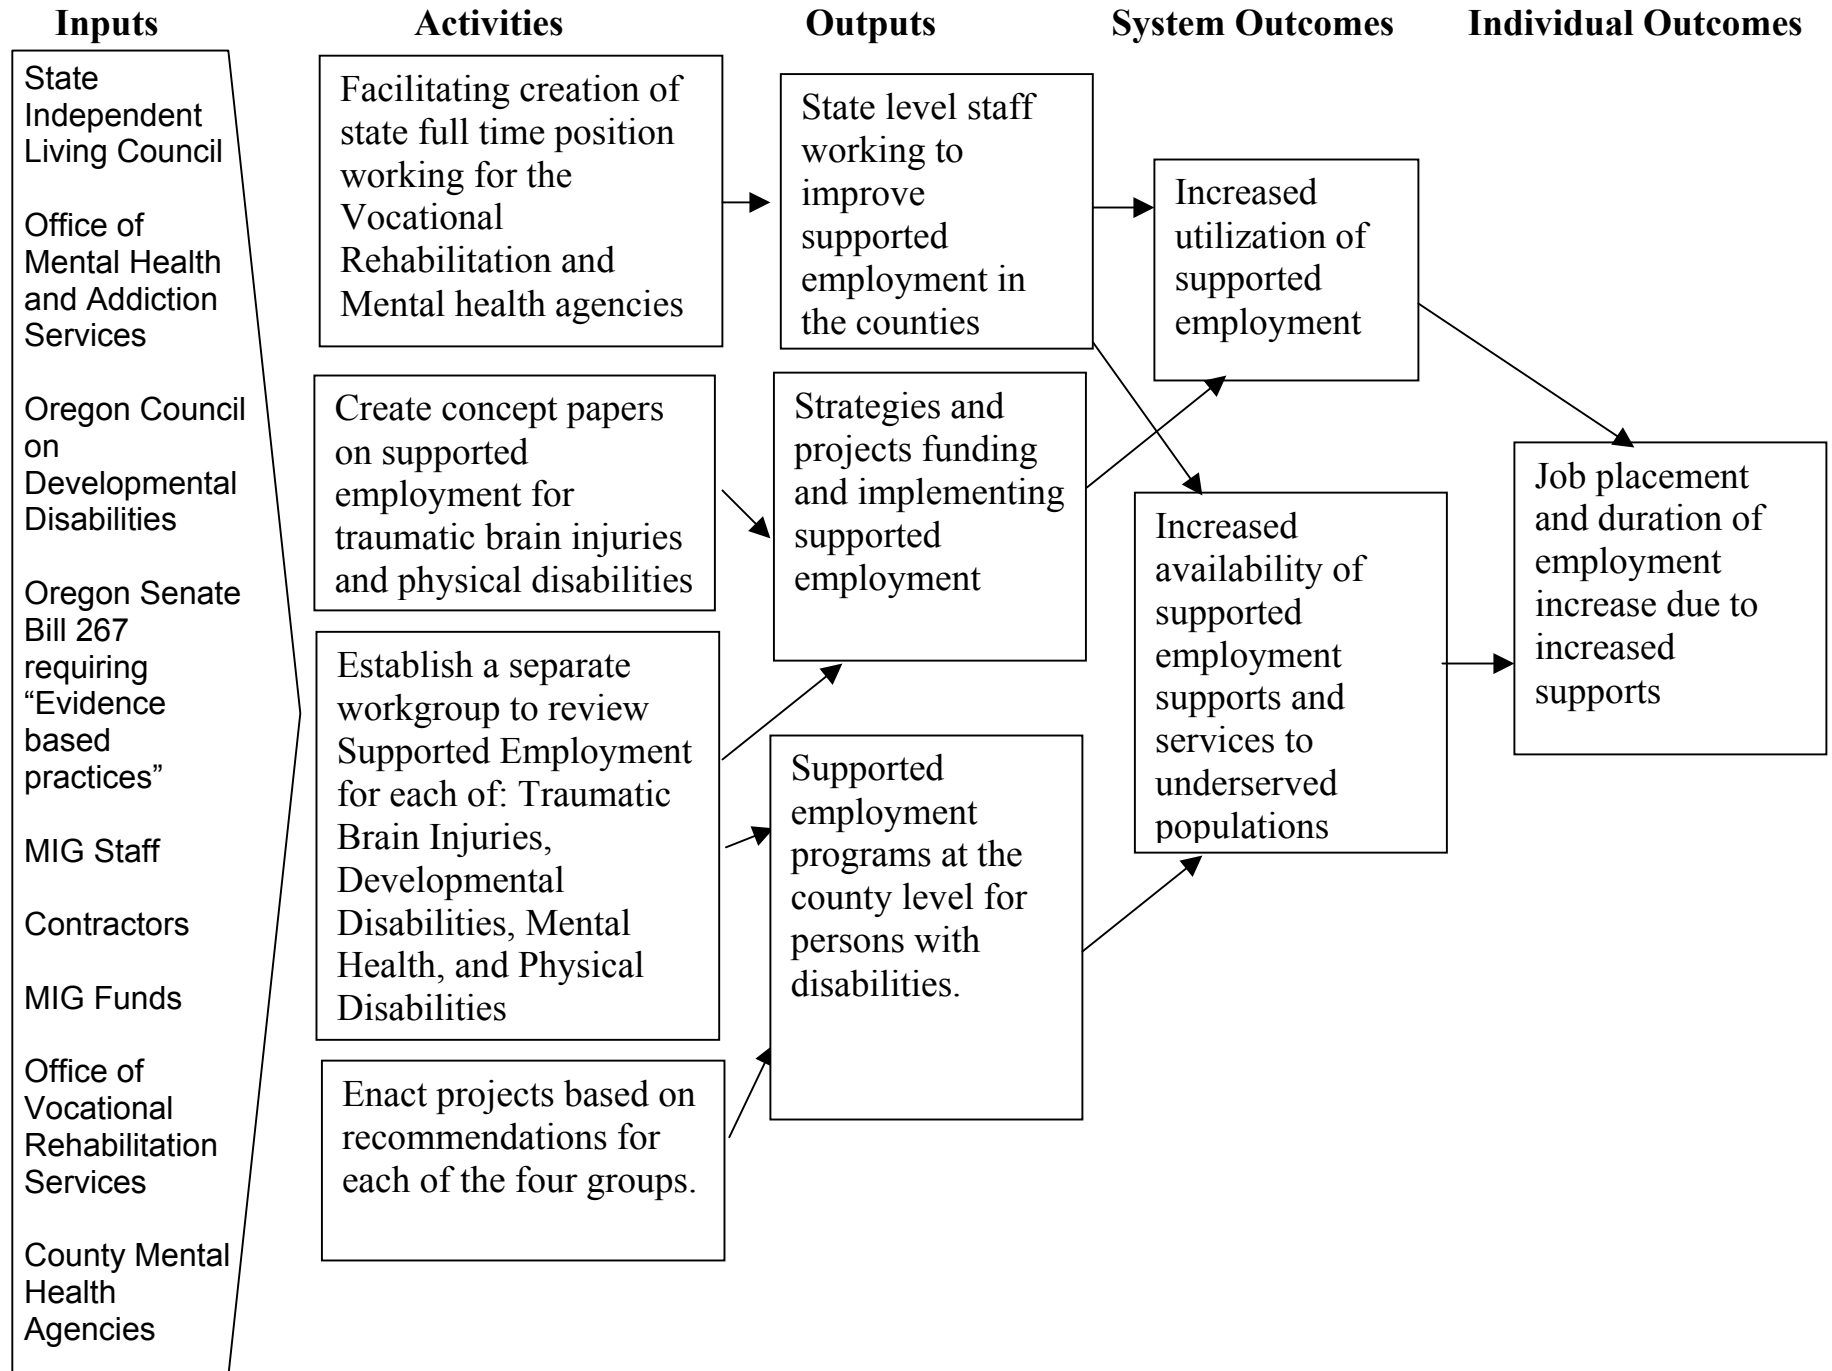 Inputs
Activities
Outputs
System Outcomes
Individual Outcomes
State
Independent
Living Council
Office of
Mental Health
and Addiction
Services
Oregon Council
on
Developmental
Disabilities
Oregon Senate
Bill 267
requiring
“Evidence
based
practices”
MIG Staff
Contractors
MIG Funds
Office of
Vocational
Rehabilitation
Services
County Mental
Health
Agencies
Facilitating creation of
state full time position
working for the
Vocational
Rehabilitation and
Mental health agencies
Create concept papers
on supported
employment for
traumatic brain injuries
and physical disabilities
Establish a separate
workgroup to review
Supported Employment
for each of: Traumatic
Brain Injuries,
Developmental
Disabilities, Mental
Health, and Physical
Disabilities
Enact projects based on
recommendations for
each of the four groups.
State level staff
working to
improve
supported
employment in
the counties
Strategies and
projects funding
and implementing
supported
employment
Supported
employment
programs at the
county level for
persons with
disabilities.
Increased
utilization of
supported
employment
Increased
availability of
supported
employment
supports and
services to
underserved
populations
Job placement
and duration of
employment
increase due to
increased
supports